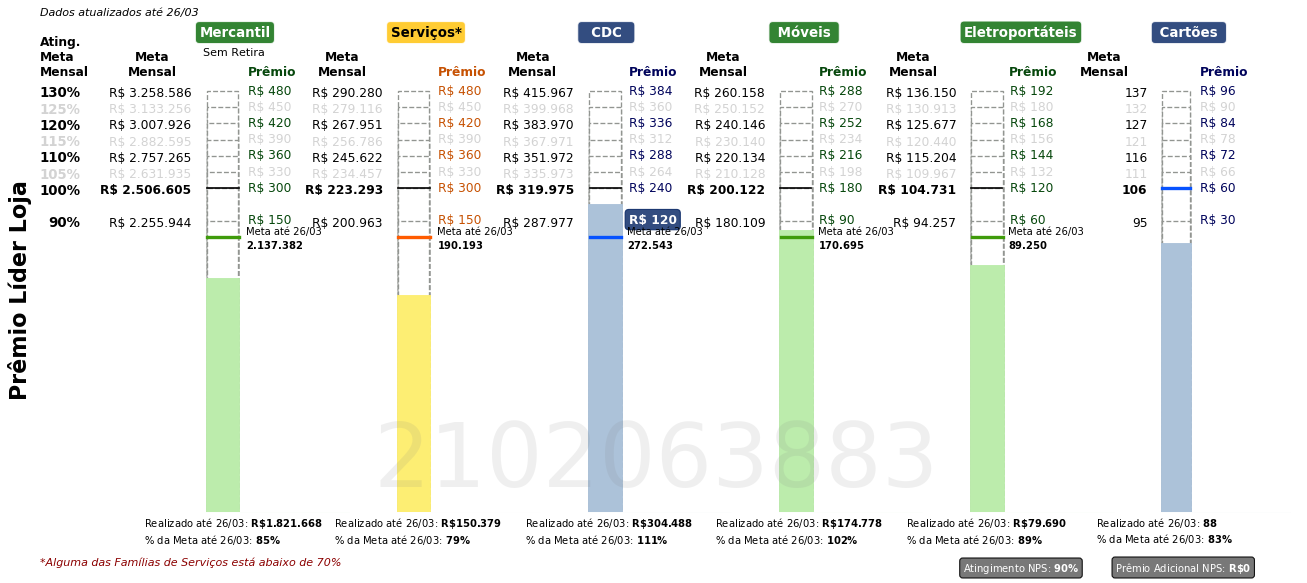 Dados atualizados até 26/03
Mercantil Serviços* CDC Móveis Eletroportáteis Cartões
Sem Retira
Ating. Meta Mensal Meta Mensal Prêmio Meta Mensal Prêmio Meta Mensal Prêmio Meta Mensal Prêmio Meta Mensal Prêmio Meta Mensal Prêmio
130% R$ 3.258.586 R$ 480 R$ 290.280 R$ 480 R$ 415.967 R$ 384 R$ 260.158 R$ 288 R$ 136.150 R$ 192 137 R$ 96
125% R$ 3.133.256 R$ 450 R$ 279.116 R$ 450 R$ 399.968 R$ 360 R$ 250.152 R$ 270 R$ 130.913 R$ 180 132 R$ 90
120% R$ 3.007.926 R$ 420 R$ 267.951 R$ 420 R$ 383.970 R$ 336 R$ 240.146 R$ 252 R$ 125.677 R$ 168 127 R$ 84
115% R$ 2.882.595 R$ 390 R$ 256.786 R$ 390 R$ 367.971 R$ 312 R$ 230.140 R$ 234 R$ 120.440 R$ 156 121 R$ 78
110% R$ 2.757.265 R$ 360 R$ 245.622 R$ 360 R$ 351.972 R$ 288 R$ 220.134 R$ 216 R$ 115.204 R$ 144 116 R$ 72
105% R$ 2.631.935 R$ 330 R$ 234.457 R$ 330 R$ 335.973 R$ 264 R$ 210.128 R$ 198 R$ 109.967 R$ 132 111 R$ 66
100% R$ 2.506.605 R$ 300 R$ 223.293 R$ 300 R$ 319.975 R$ 240 R$ 200.122 R$ 180 R$ 104.731 R$ 120 106 R$ 60
90% R$ 2.255.944 R$ 150 R$ 200.963 R$ 150 R$ 287.977 R$ 120 R$ 180.109 R$ 90 R$ 94.257 R$ 60 95 R$ 30
Meta até 26/03 Meta até 26/03 Meta até 26/03 Meta até 26/03 Meta até 26/03
2.137.382 190.193 272.543 170.695 89.250
Prêmio Líder Loja
2102063883
Realizado até 26/03: R$1.821.668 Realizado até 26/03: R$150.379 Realizado até 26/03: R$304.488 Realizado até 26/03: R$174.778 Realizado até 26/03: R$79.690 Realizado até 26/03: 88
% da Meta até 26/03: 85% % da Meta até 26/03: 79% % da Meta até 26/03: 111% % da Meta até 26/03: 102% % da Meta até 26/03: 89% % da Meta até 26/03: 83%
*Alguma das Famílias de Serviços está abaixo de 70%
Atingimento NPS: 90% Prêmio Adicional NPS: R$0